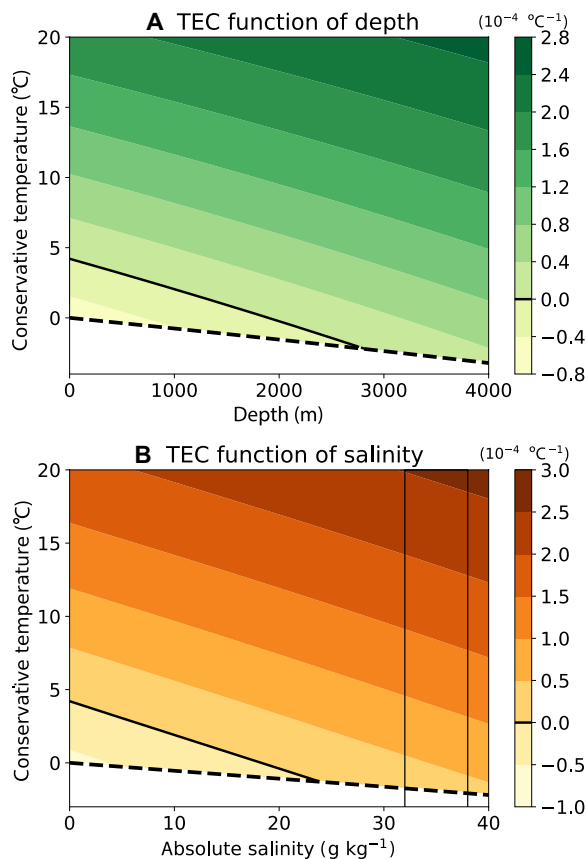 A TEC function of depth
(10⁻⁴ °C⁻¹)
Conservative temperature (°C)
20
15
10
5
0
0 1000 2000 3000 4000
Depth (m)
2.8
2.4
2.0
1.6
1.2
0.8
0.4
0.0
−0.4
−0.8
B TEC function of salinity
(10⁻⁴ °C⁻¹)
Conservative temperature (°C)
20
15
10
5
0
0 10 20 30 40
Absolute salinity (g kg⁻¹)
3.0
2.5
2.0
1.5
1.0
0.5
0.0
−0.5
−1.0